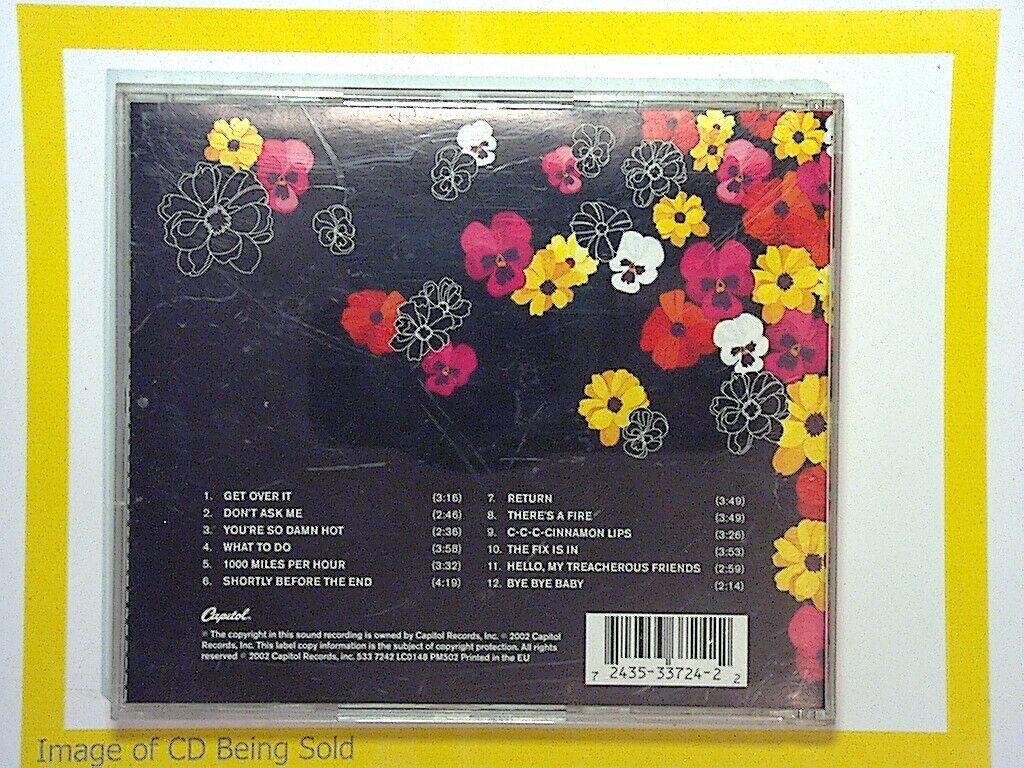 1. GET OVER IT (3:16)
2. DON'T ASK ME (2:46)
3. YOU'RE SO DAMN HOT (2:36)
4. WHAT TO DO (3:58)
5. 1000 MILES PER HOUR (3:32)
6. SHORTLY BEFORE THE END (4:19)
7. RETURN (3:49)
8. THERE'S A FIRE (3:49)
9. C-C-C-CINNAMON LIPS (3:26)
10. THE FIX IS IN (3:53)
11. HELLO, MY TREACHEROUS FRIENDS (2:59)
12. BYE BYE BABY (2:14)
Capitol
℗ The copyright in this sound recording is owned by Capitol Records, Inc. ℗ 2002 Capitol
Records, Inc. This label copy information is the subject of copyright protection. All rights
reserved © 2002 Capitol Records, Inc. 533 7242 LC0148 PM502 Printed in the EU
7 2435-33724-2 2
Image of CD Being Sold